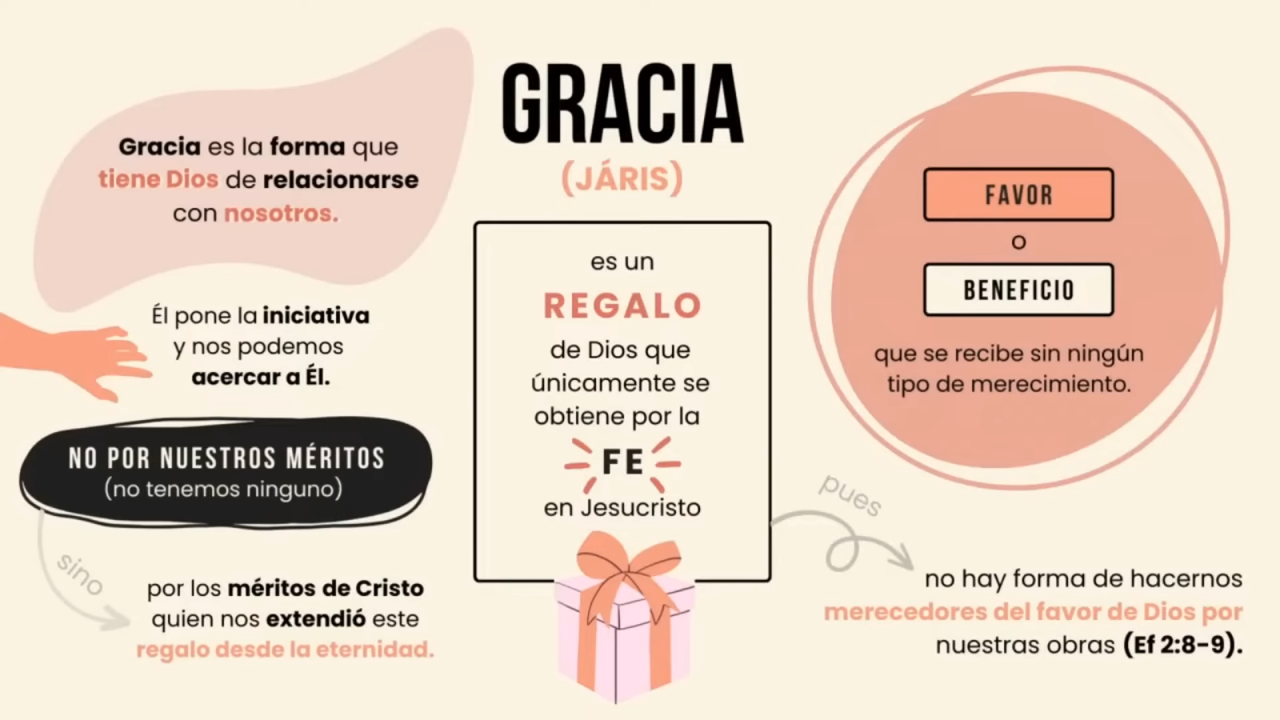 GRACIA
(JÁRIS)
Gracia es la forma que
tiene Dios de relacionarse
con nosotros.
Él pone la iniciativa
y nos podemos
acercar a Él.
NO POR NUESTROS MÉRITOS
(no tenemos ninguno)
sino
por los méritos de Cristo
quien nos extendió este
regalo desde la eternidad.
es un
REGALO
de Dios que
únicamente se
obtiene por la
FE
en Jesucristo
FAVOR
o
BENEFICIO
que se recibe sin ningún
tipo de merecimiento.
pues
no hay forma de hacernos
merecedores del favor de Dios por
nuestras obras (Ef 2:8-9).